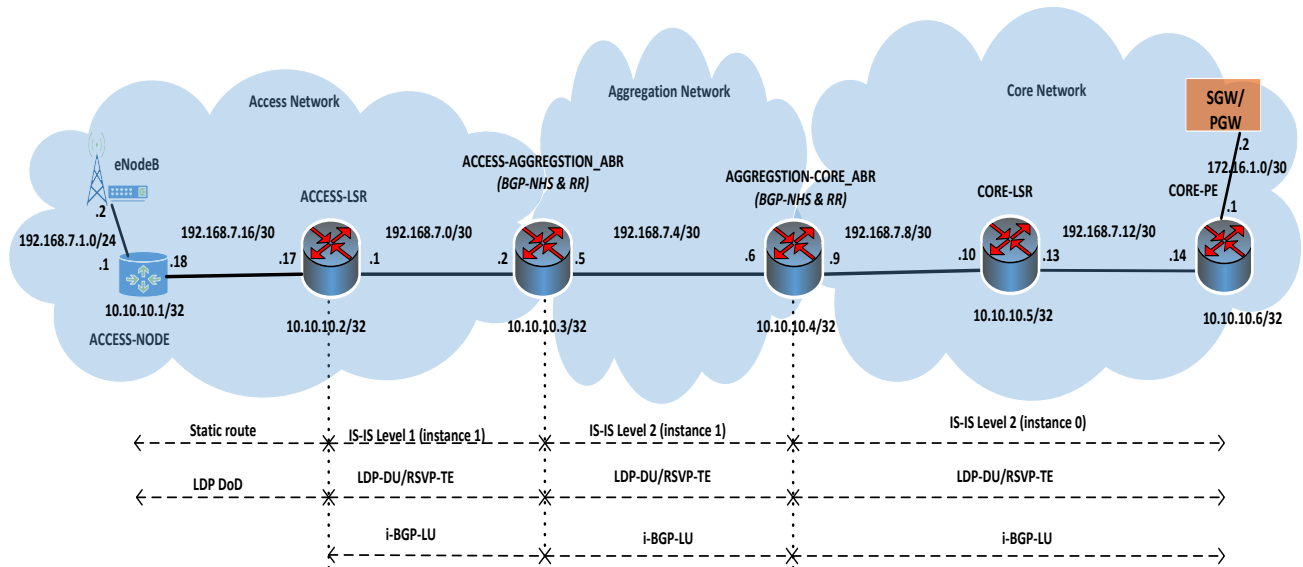 Access Network
Aggregation Network
Core Network
SGW/
PGW
.2
172.16.1.0/30
eNodeB
.2
ACCESS-AGGREGSTION_ABR
(BGP-NHS & RR)
AGGREGSTION-CORE_ABR
(BGP-NHS & RR)
ACCESS-LSR
CORE-LSR
CORE-PE
.1
192.168.7.1.0/24
192.168.7.16/30
192.168.7.0/30
192.168.7.4/30
192.168.7.8/30
192.168.7.12/30
.1
.18
.17
.1
.2
.5
.6
.9
.10
.13
.14
10.10.10.1/32
10.10.10.2/32
10.10.10.3/32
10.10.10.4/32
10.10.10.5/32
10.10.10.6/32
ACCESS-NODE
Static route
IS-IS Level 1 (instance 1)
IS-IS Level 2 (instance 1)
IS-IS Level 2 (instance 0)
LDP DoD
LDP-DU/RSVP-TE
LDP-DU/RSVP-TE
LDP-DU/RSVP-TE
i-BGP-LU
i-BGP-LU
i-BGP-LU